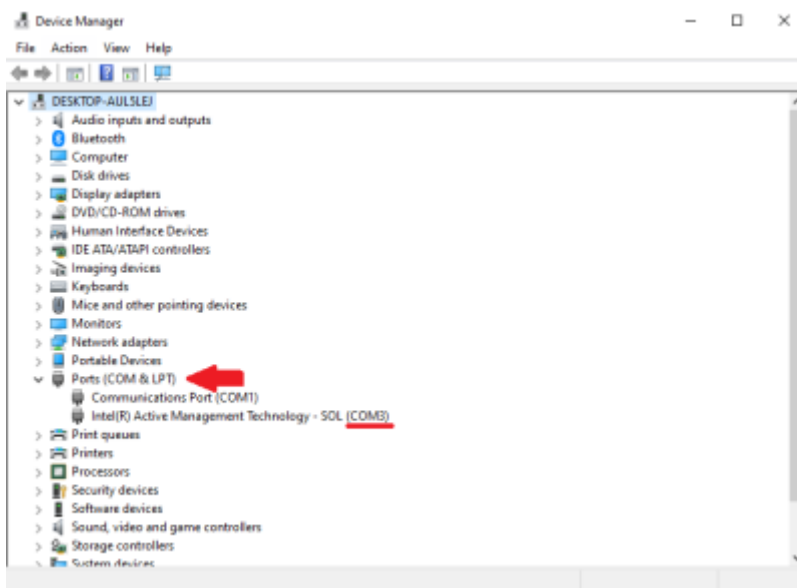 Device Manager
File Action View Help
DESKTOP-AUL5LEJ
Audio inputs and outputs
Bluetooth
Computer
Disk drives
Display adapters
DVD/CD-ROM drives
Human Interface Devices
IDE ATA/ATAPI controllers
Imaging devices
Keyboards
Mice and other pointing devices
Monitors
Network adapters
Portable Devices
Ports (COM & LPT)
Communications Port (COM1)
Intel(R) Active Management Technology - SOL (COM3)
Print queues
Printers
Processors
Security devices
Software devices
Sound, video and game controllers
Storage controllers
System devices